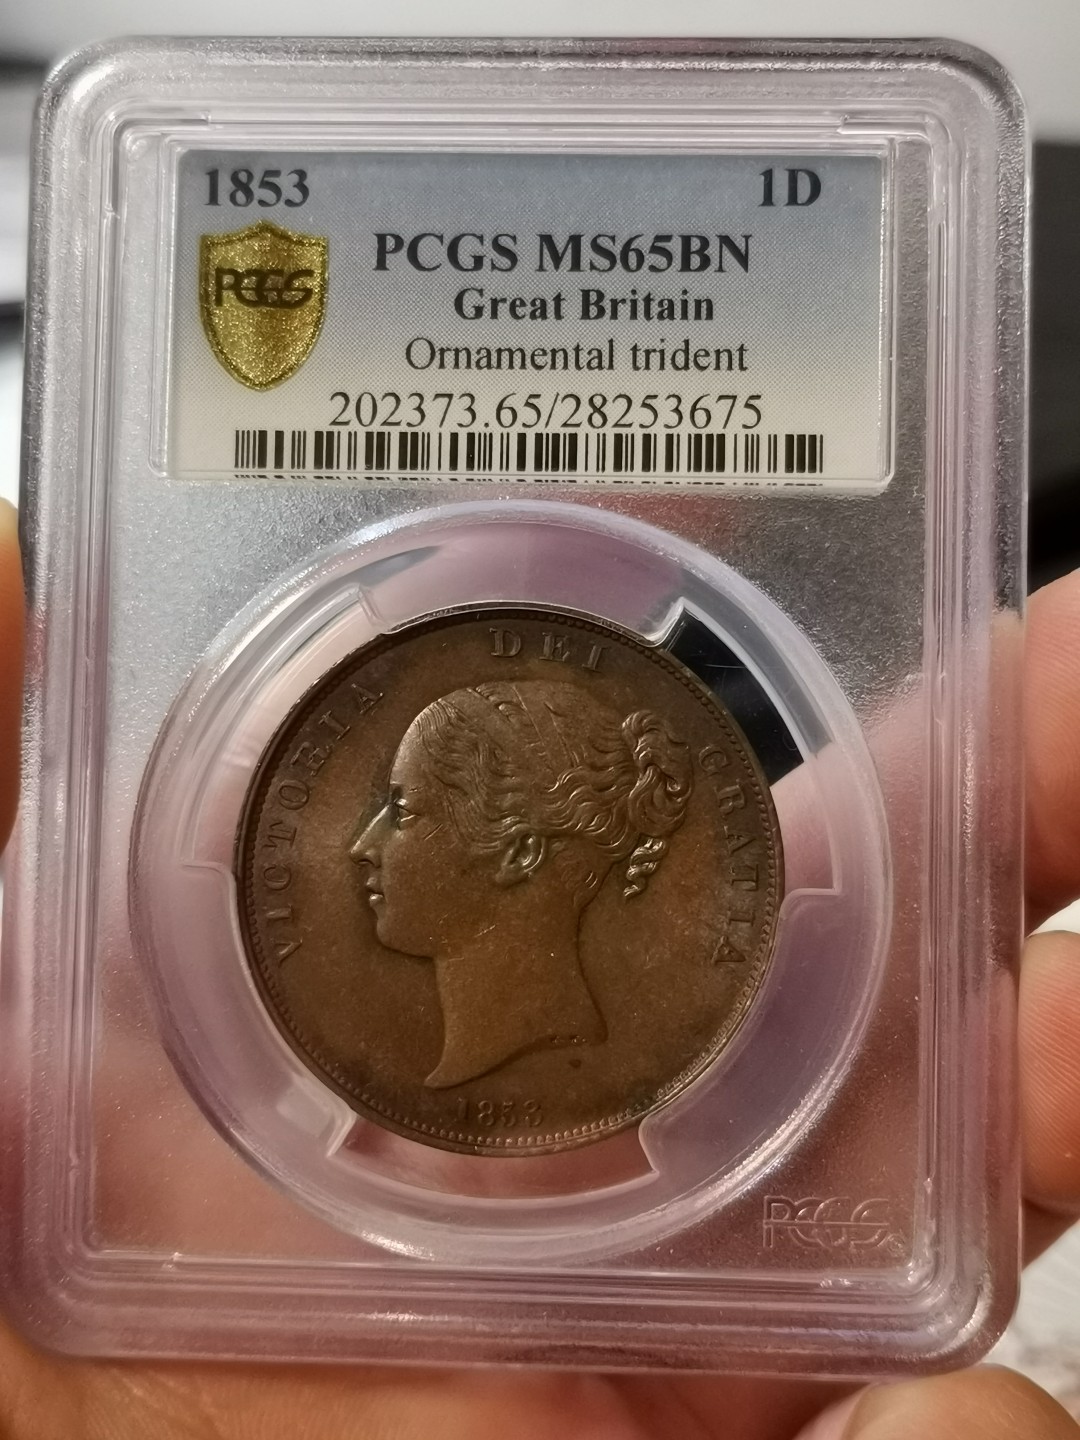 1853 1D
PCGS MS65BN
PCGS
Great Britain
Ornamental trident
202373.65/28253675
VICTORIA DEI GRATIA
1853
PCGS